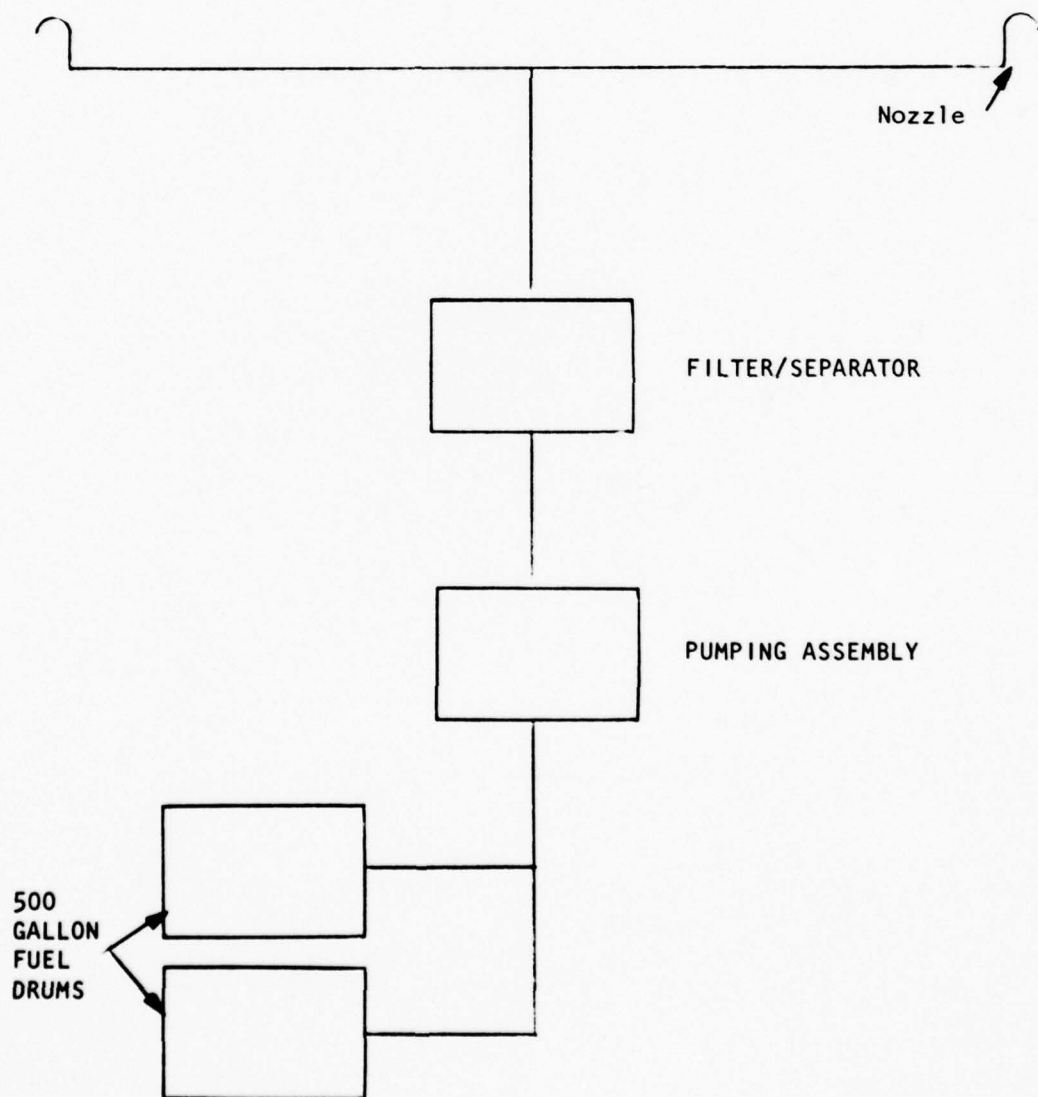 Nozzle
FILTER/SEPARATOR
PUMPING ASSEMBLY
500
GALLON
FUEL
DRUMS